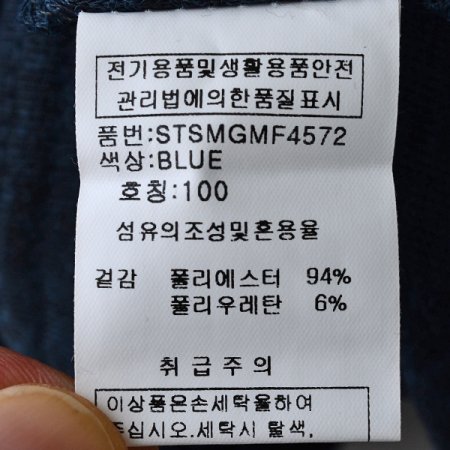 전기용품및생활용품안전
관리법에의한품질표시
품번:STSMGMF4572
색상:BLUE
호칭:100
섬유의조성및혼용율
겉감 폴리에스터 94%
폴리우레탄 6%
취급주의
이상품은손세탁을하여
주십시오.세탁시 탈색,